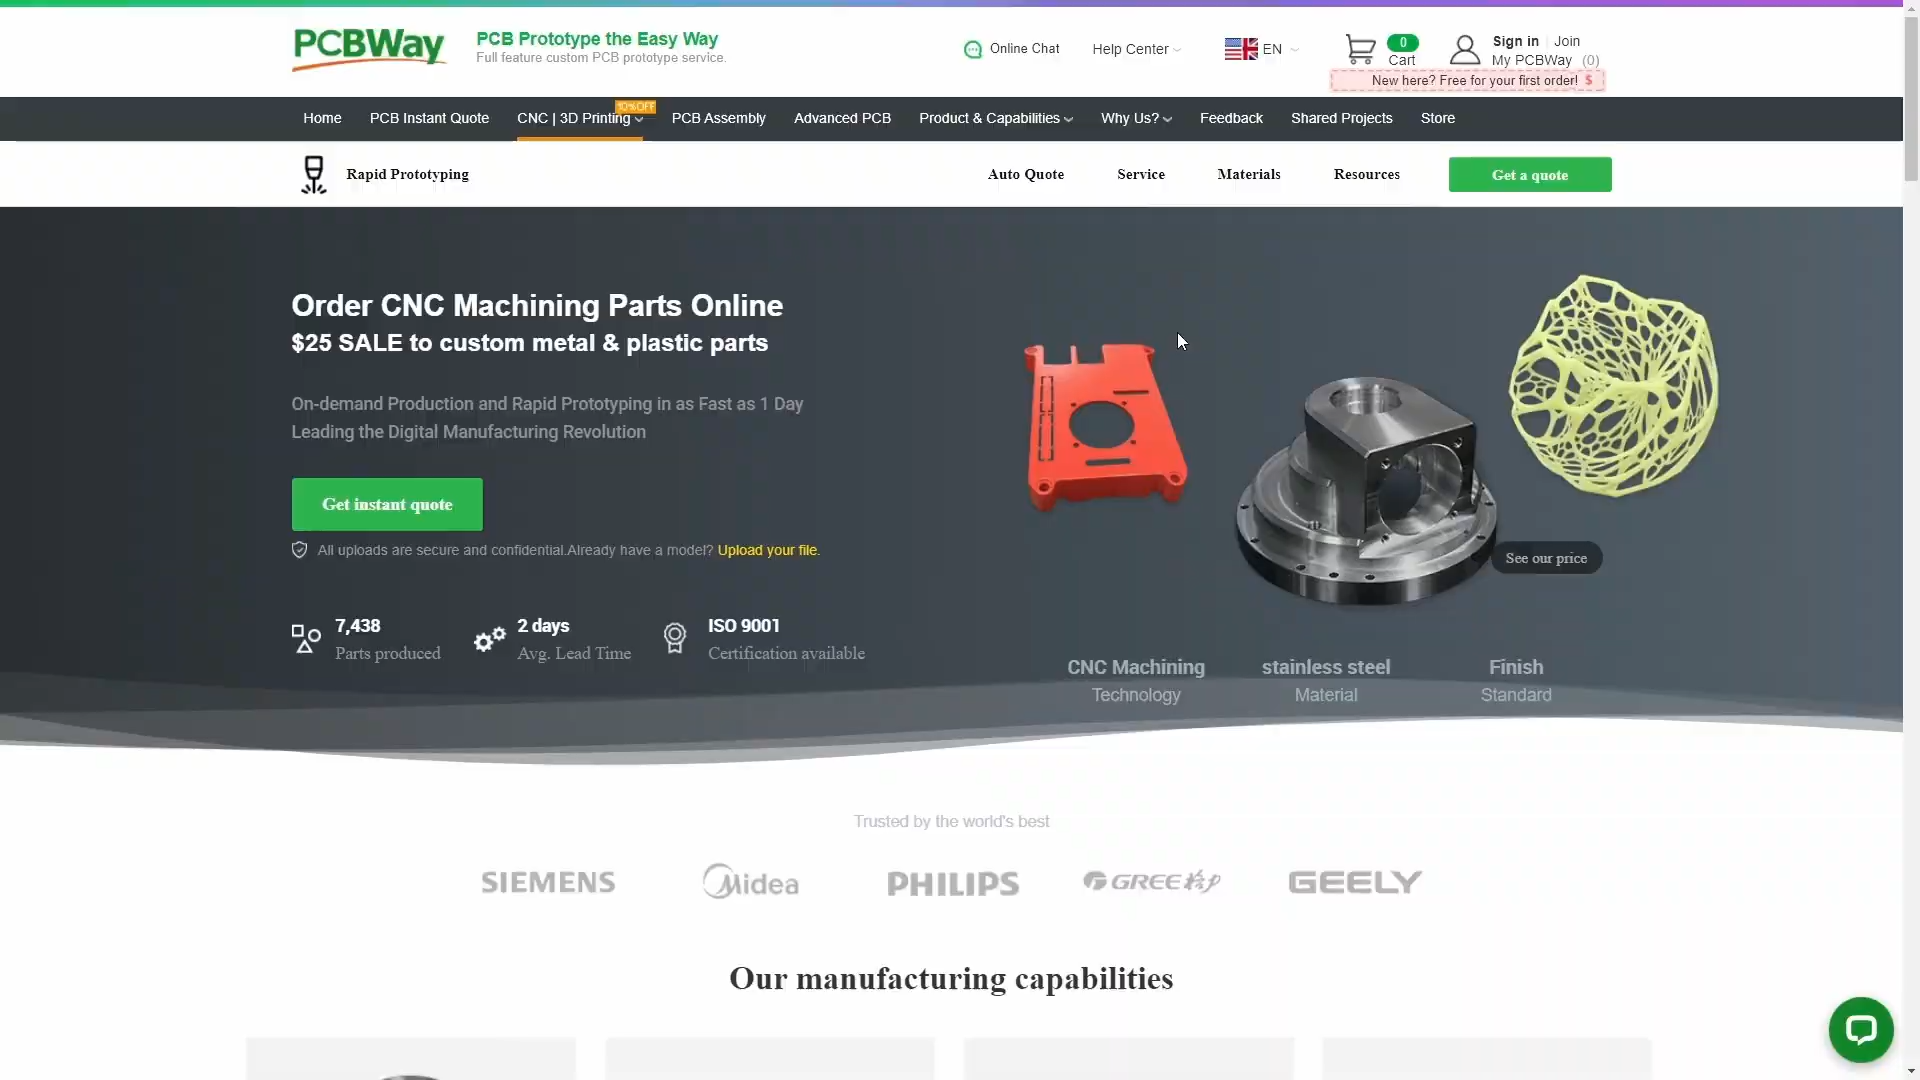 PCBWay
PCB Prototype the Easy Way
Full feature custom PCB prototype service.
Online Chat
Help Center
EN
0
Cart
Sign in
Join
My PCBWay (0)
New here? Free for your first order! $
Home
PCB Instant Quote
CNC | 3D Printing
10%OFF
PCB Assembly
Advanced PCB
Product & Capabilities
Why Us?
Feedback
Shared Projects
Store
Rapid Prototyping
Auto Quote
Service
Materials
Resources
Get a quote
Order CNC Machining Parts Online
$25 SALE to custom metal & plastic parts
On-demand Production and Rapid Prototyping in as Fast as 1 Day
Leading the Digital Manufacturing Revolution
Get instant quote
All uploads are secure and confidential.Already have a model? Upload your file.
7,438
Parts produced
2 days
Avg. Lead Time
ISO 9001
Certification available
See our price
CNC Machining
Technology
stainless steel
Material
Finish
Standard
Trusted by the world's best
SIEMENS
Midea
PHILIPS
GREE 格力
GEELY
Our manufacturing capabilities